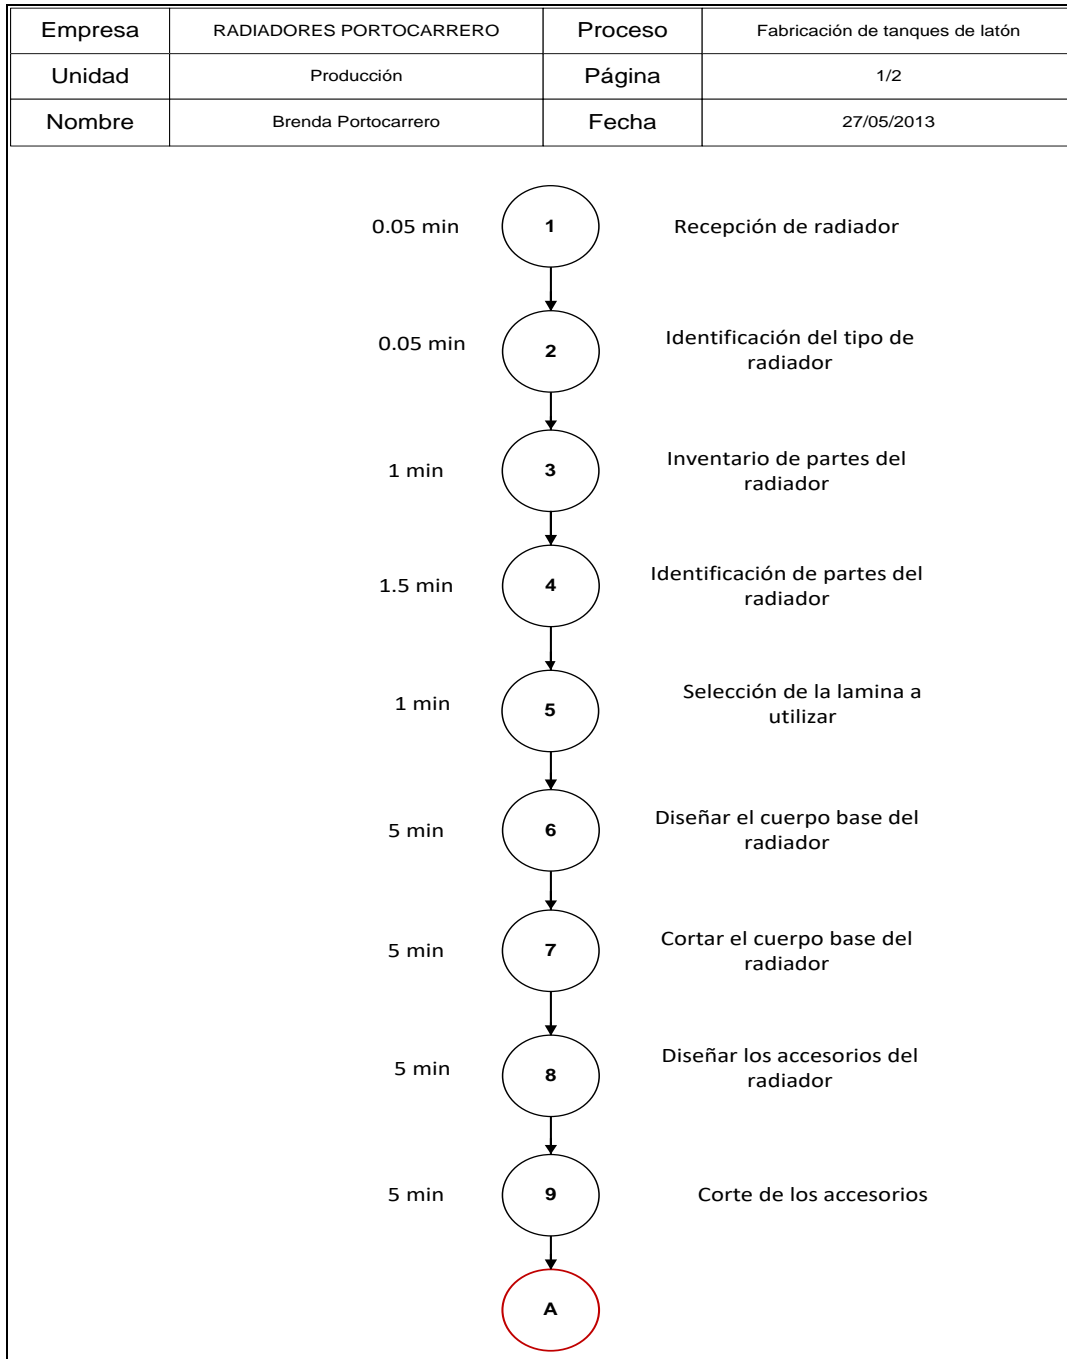 Empresa RADIADORES PORTOCARRERO Proceso Fabricación de tanques de latón
Unidad Producción Página 1/2
Nombre Brenda Portocarrero Fecha 27/05/2013
0.05 min 1 Recepción de radiador
0.05 min 2 Identificación del tipo de
radiador
1 min 3 Inventario de partes del
radiador
1.5 min 4 Identificación de partes del
radiador
1 min 5 Selección de la lamina a
utilizar
5 min 6 Diseñar el cuerpo base del
radiador
5 min 7 Cortar el cuerpo base del
radiador
5 min 8 Diseñar los accesorios del
radiador
5 min 9 Corte de los accesorios
A